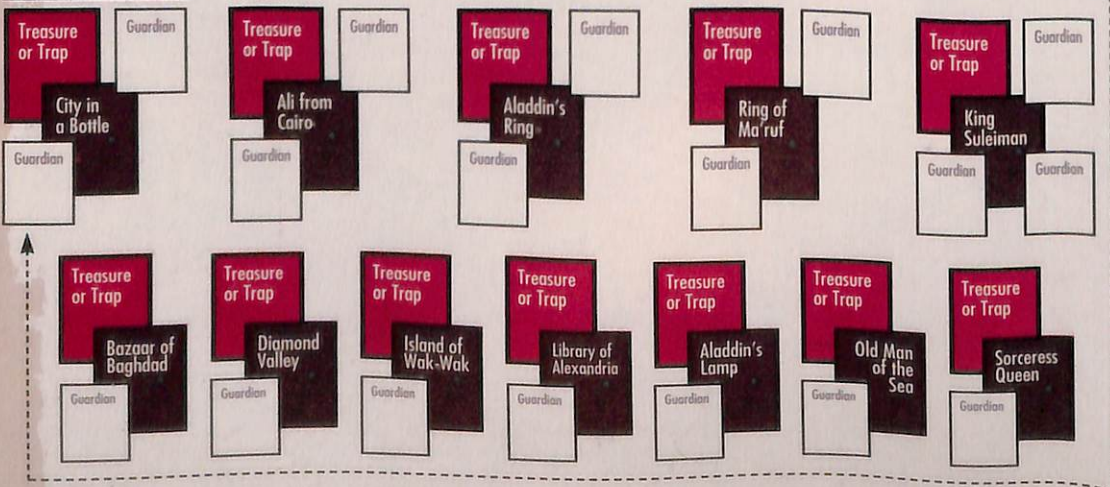 Treasure
or Trap
Guardian
City in
a Bottle
Guardian
Treasure
or Trap
Guardian
Ali from
Cairo
Guardian
Treasure
or Trap
Guardian
Aladdin's
Ring
Guardian
Treasure
or Trap
Guardian
Ring of
Ma'ruf
Guardian
Treasure
or Trap
Guardian
King
Suleiman
Guardian
Guardian
Treasure
or Trap
Bazaar of
Baghdad
Guardian
Treasure
or Trap
Diamond
Valley
Guardian
Treasure
or Trap
Island of
Wak-Wak
Guardian
Treasure
or Trap
Library of
Alexandria
Guardian
Treasure
or Trap
Aladdin's
Lamp
Guardian
Treasure
or Trap
Old Man
of the
Sea
Guardian
Treasure
or Trap
Sorceress
Queen
Guardian